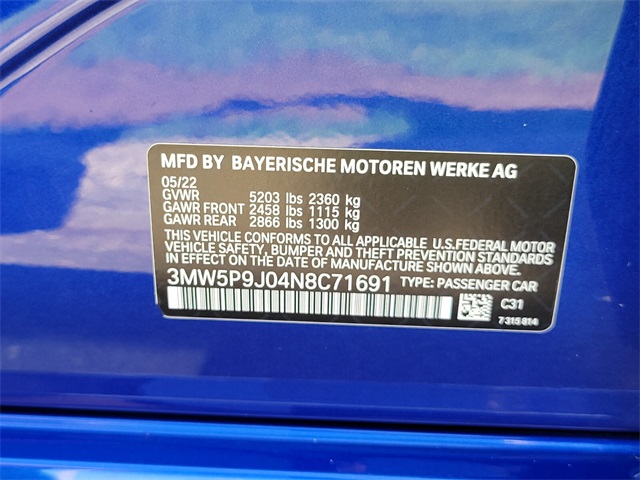 MFD BY BAYERISCHE MOTOREN WERKE AG
05/22
GVWR 5203 lbs 2360 kg
GAWR FRONT 2458 lbs 1115 kg
GAWR REAR 2866 lbs 1300 kg
THIS VEHICLE CONFORMS TO ALL APPLICABLE U.S.FEDERAL MOTOR
VEHICLE SAFETY, BUMPER AND THEFT PREVENTION STANDARDS
IN EFFECT ON THE DATE OF MANUFACTURE SHOWN ABOVE.
3MW5P9J04N8C71691 TYPE: PASSENGER CAR
C31
7315814